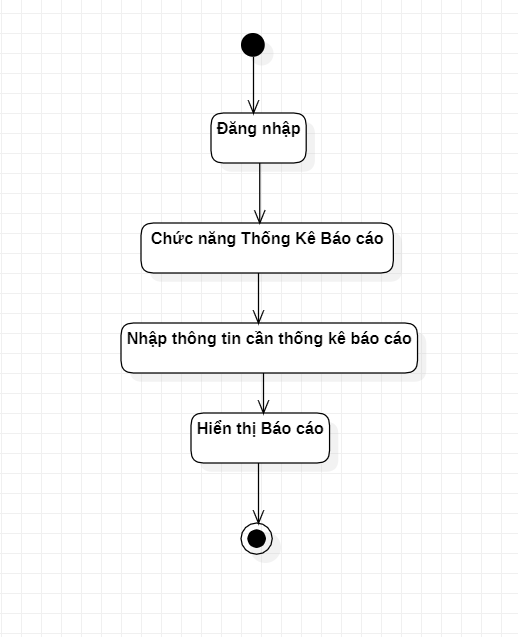 Đăng nhập
Chức năng Thống Kê Báo cáo
Nhập thông tin cần thống kê báo cáo
Hiển thị Báo cáo